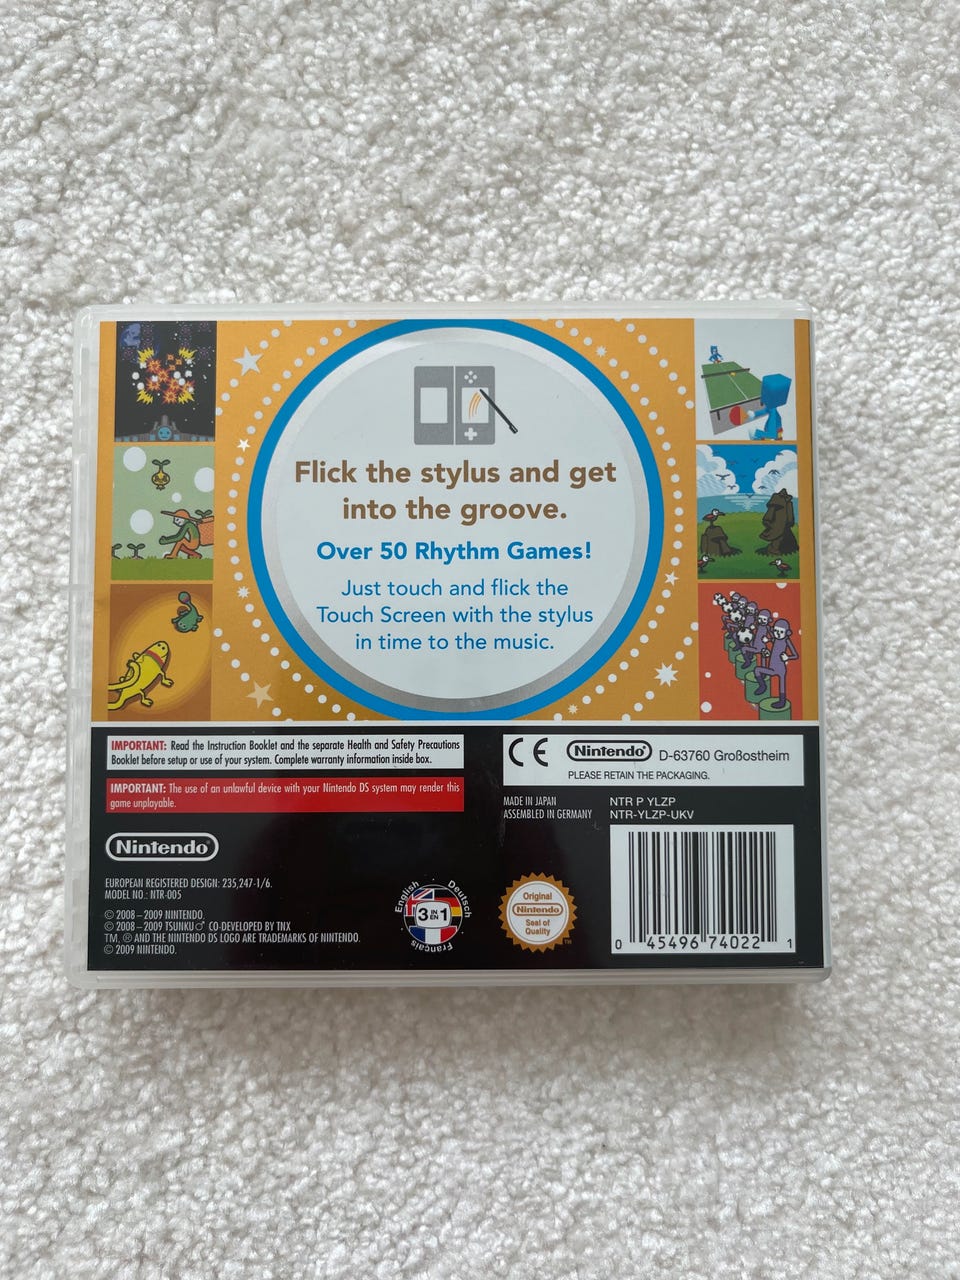 Flick the stylus and get
into the groove.
Over 50 Rhythm Games!
Just touch and flick the
Touch Screen with the stylus
in time to the music.
IMPORTANT: Read the Instruction Booklet and the separate Health and Safety Precautions
Booklet before setup or use of your system. Complete warranty information inside box.
IMPORTANT: The use of an unlawful device with your Nintendo DS system may render this
game unplayable.
Nintendo®
EUROPEAN REGISTERED DESIGN: 235,247-1/6.
MODEL NO.: NTR-005
© 2008–2009 NINTENDO.
© 2008–2009 TSUNKU♂ CO-DEVELOPED BY TNX
TM, ® AND THE NINTENDO DS LOGO ARE TRADEMARKS OF NINTENDO.
© 2009 NINTENDO.
English
Deutsch
Français
3 IN EN 1
CE
Nintendo®
D-63760 Großostheim
PLEASE RETAIN THE PACKAGING.
MADE IN JAPAN
ASSEMBLED IN GERMANY
NTR P YLZP
NTR-YLZP-UKV
Original
Nintendo
Seal of
Quality
TM
0 45496 74022 1